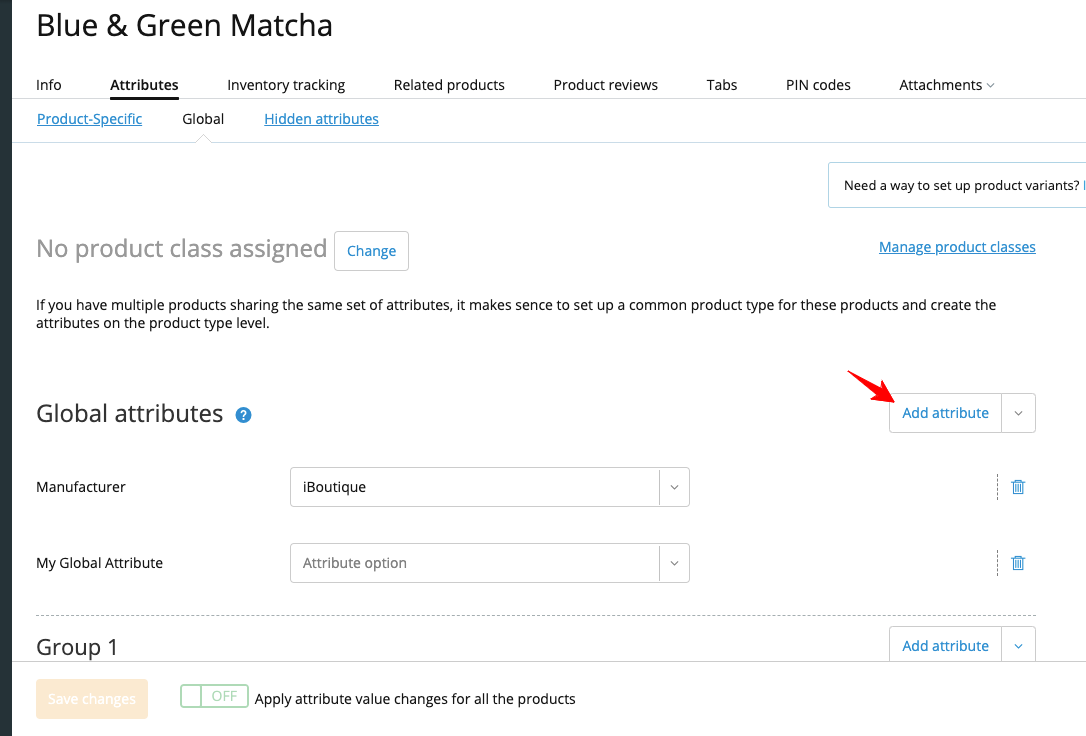 Blue & Green Matcha
Info Attributes Inventory tracking Related products Product reviews Tabs PIN codes Attachments
Product-Specific Global Hidden attributes
Need a way to set up product variants?
No product class assigned Change Manage product classes
If you have multiple products sharing the same set of attributes, it makes sence to set up a common product type for these products and create the
attributes on the product type level.
Global attributes ? Add attribute
Manufacturer iBoutique
My Global Attribute Attribute option
Group 1 Add attribute
Save changes OFF Apply attribute value changes for all the products